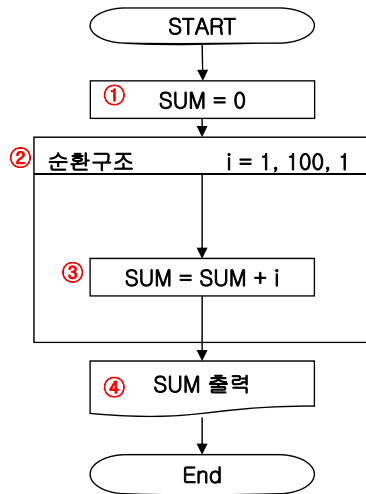 START
① SUM = 0
② 순환구조 i = 1, 100, 1
③ SUM = SUM + i
④ SUM 출력
End